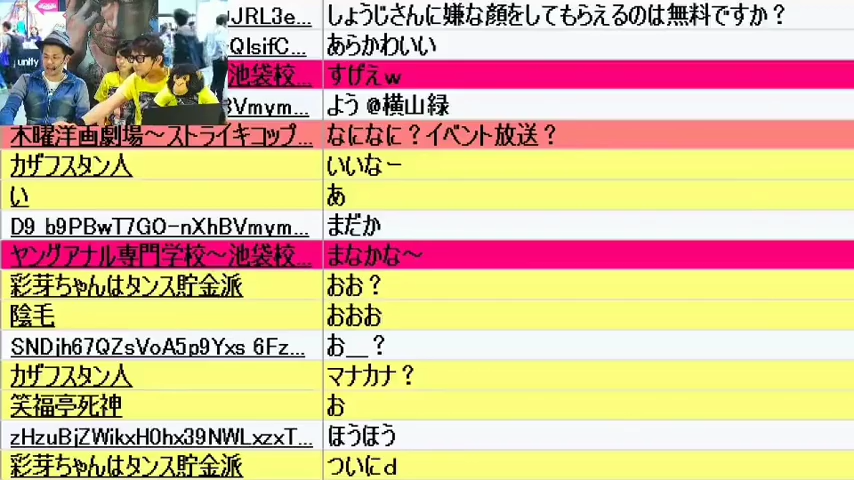 unity
JRL3e... しょうじさんに嫌な顔をしてもらえるのは無料ですか？
QIsifC... あらかわいい
池袋校... すげえｗ
Vmym... よう @横山緑
木曜洋画劇場～ストライキコップ... なになに？イベント放送？
カザフスタン人 いいなー
い あ
D9 b9PBwT7GO-nXhBVmym... まだか
ヤングアナル専門学校～池袋校... まなかな～
彩芽ちゃんはタンス貯金派 おお？
陰毛 おおお
SNDjh67QZsVoA5p9Yxs 6Fz... お＿？
カザフスタン人 マナカナ？
笑福亭死神 お
zHzuBjZWikxH0hx39NWLxzxT... ほうほう
彩芽ちゃんはタンス貯金派 ついにｄ